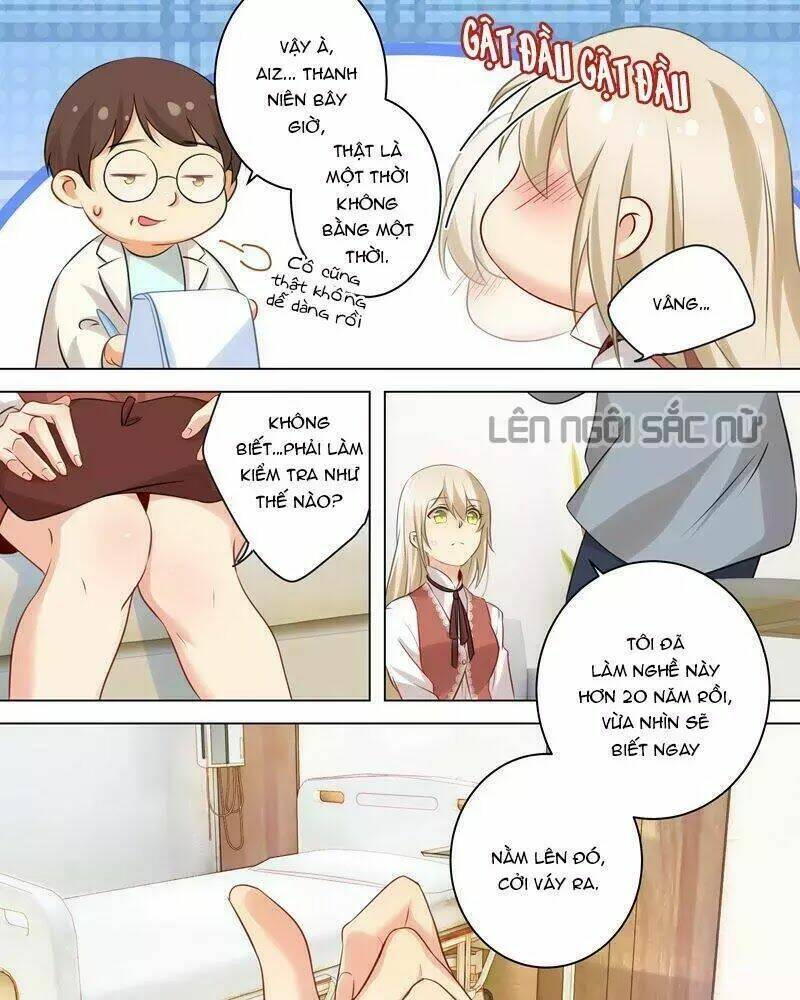 VẬY À,
AIZ... THANH
NIÊN BÂY
GIỜ,
THẬT LÀ
MỘT THỜI
KHÔNG
BẰNG MỘT
THỜI.
Cô cũng
thật không
dễ dàng rồi
GẬT ĐẦU GẬT ĐẦU
VÂNG...
KHÔNG
BIẾT...PHẢI LÀM
KIỂM TRA NHƯ
THẾ NÀO?
LÊN NGÔI SẮC NỮ
TÔI ĐÃ
LÀM NGHỀ NÀY
HƠN 20 NĂM RỒI,
VỪA NHÌN SẼ
BIẾT NGAY
NẰM LÊN ĐÓ,
CỞI VÁY RA.